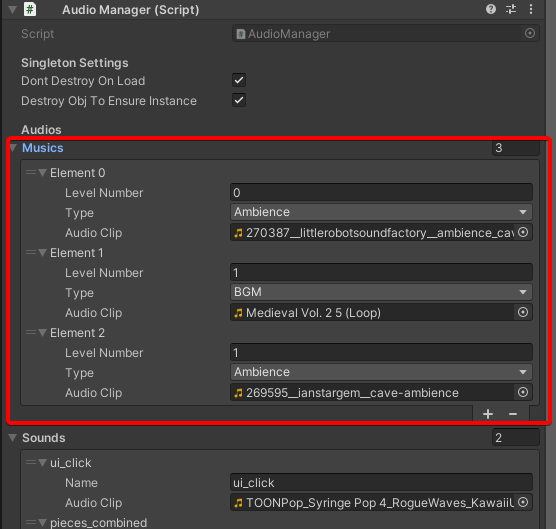 Audio Manager (Script)
Script AudioManager
Singleton Settings
Dont Destroy On Load
Destroy Obj To Ensure Instance
Audios
Musics 3
Element 0
Level Number 0
Type Ambience
Audio Clip 270387__littlerobotsoundfactory__ambience_cav
Element 1
Level Number 1
Type BGM
Audio Clip Medieval Vol. 2 5 (Loop)
Element 2
Level Number 1
Type Ambience
Audio Clip 269595__ianstargem__cave-ambience
Sounds 2
ui_click
Name ui_click
Audio Clip TOONPop_Syringe Pop 4_RogueWaves_KawaiiU
pieces_combined